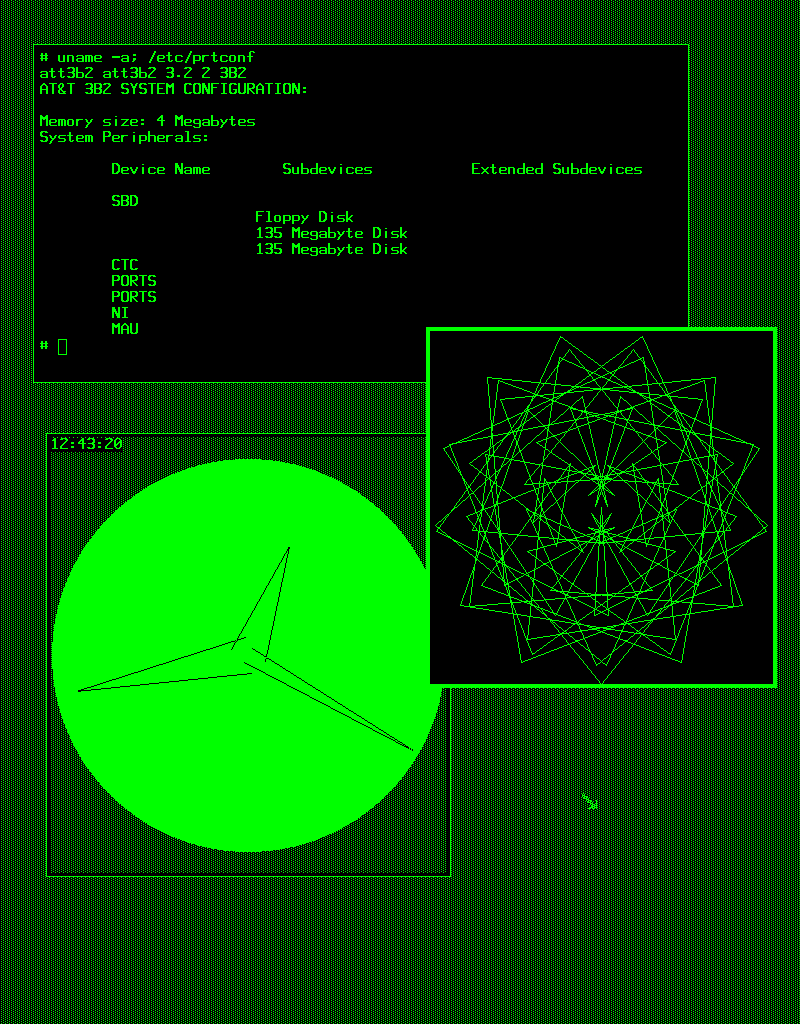 # uname -a; /etc/prtconf
att3b2 att3b2 3.2 2 3B2
AT&T 3B2 SYSTEM CONFIGURATION:
Memory size: 4 Megabytes
System Peripherals:
Device Name Subdevices Extended Subdevices
SBD
Floppy Disk
135 Megabyte Disk
135 Megabyte Disk
CTC
PORTS
PORTS
NI
MAU
#
12:43:20